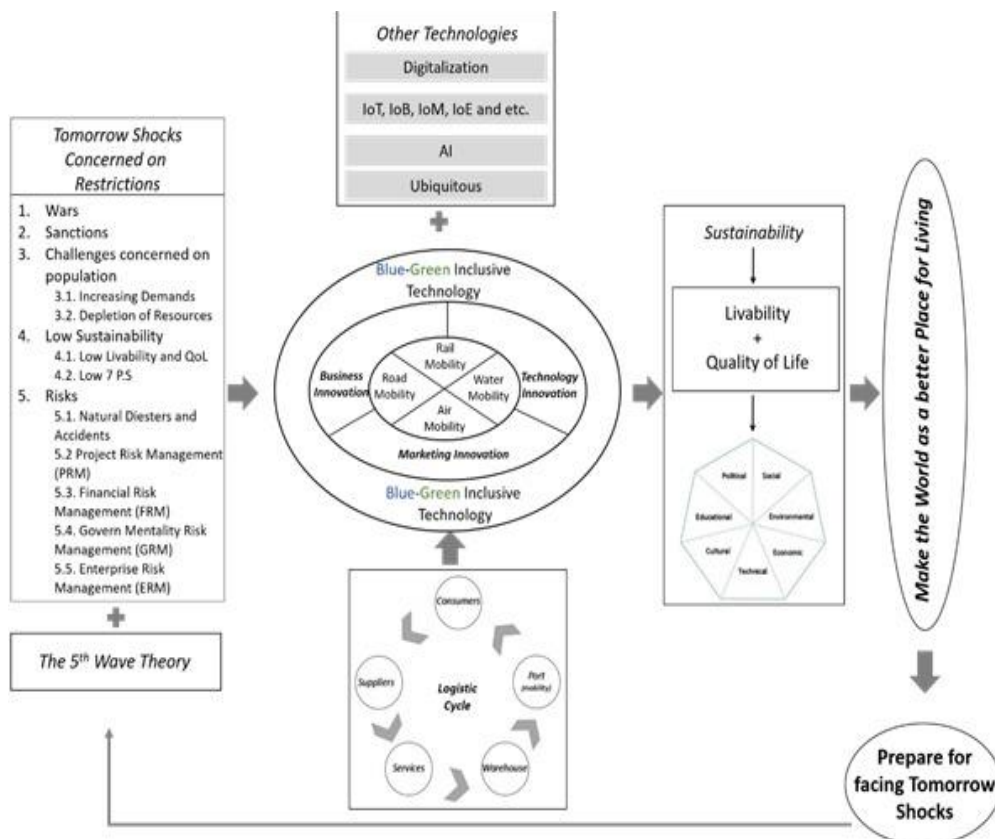 Other Technologies
Digitalization
IoT, IoB, IoM, IoE and etc.
AI
Ubiquitous
Tomorrow Shocks
Concerned on
Restrictions
1. Wars
2. Sanctions
3. Challenges concerned on
population
3.1. Increasing Demands
3.2. Depletion of Resources
4. Low Sustainability
4.1. Low Livability and QoL
4.2. Low 7 P.S
5. Risks
5.1. Natural Diesters and
Accidents
5.2 Project Risk Management
(PRM)
5.3. Financial Risk
Management (FRM)
5.4. Govern Mentality Risk
Management (GRM)
5.5. Enterprise Risk
Management (ERM)
The 5th Wave Theory
Blue-Green Inclusive
Technology
Business
Innovation
Rail
Mobility
Road
Mobility
Water
Mobility
Air
Mobility
Technology
Innovation
Marketing Innovation
Blue-Green Inclusive
Technology
Consumers
Suppliers
Port
(mobility)
Logistic
Cycle
Services
Warehouse
Sustainability
Livability
+
Quality of Life
Political
Social
Educational
Environmental
Cultural
Economic
Technical
Make the World as a better Place for Living
Prepare for
facing Tomorrow
Shocks